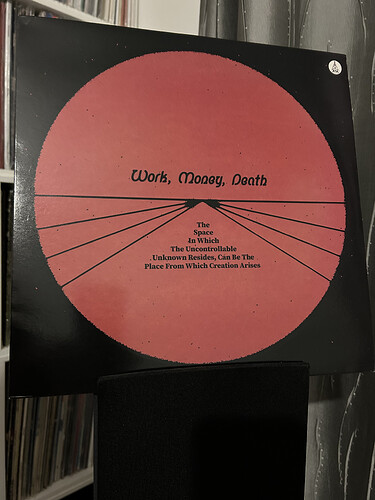 Work, Money, Death
The
Space
In Which
The Uncontrollable
Unknown Resides, Can Be The
Place From Which Creation Arises